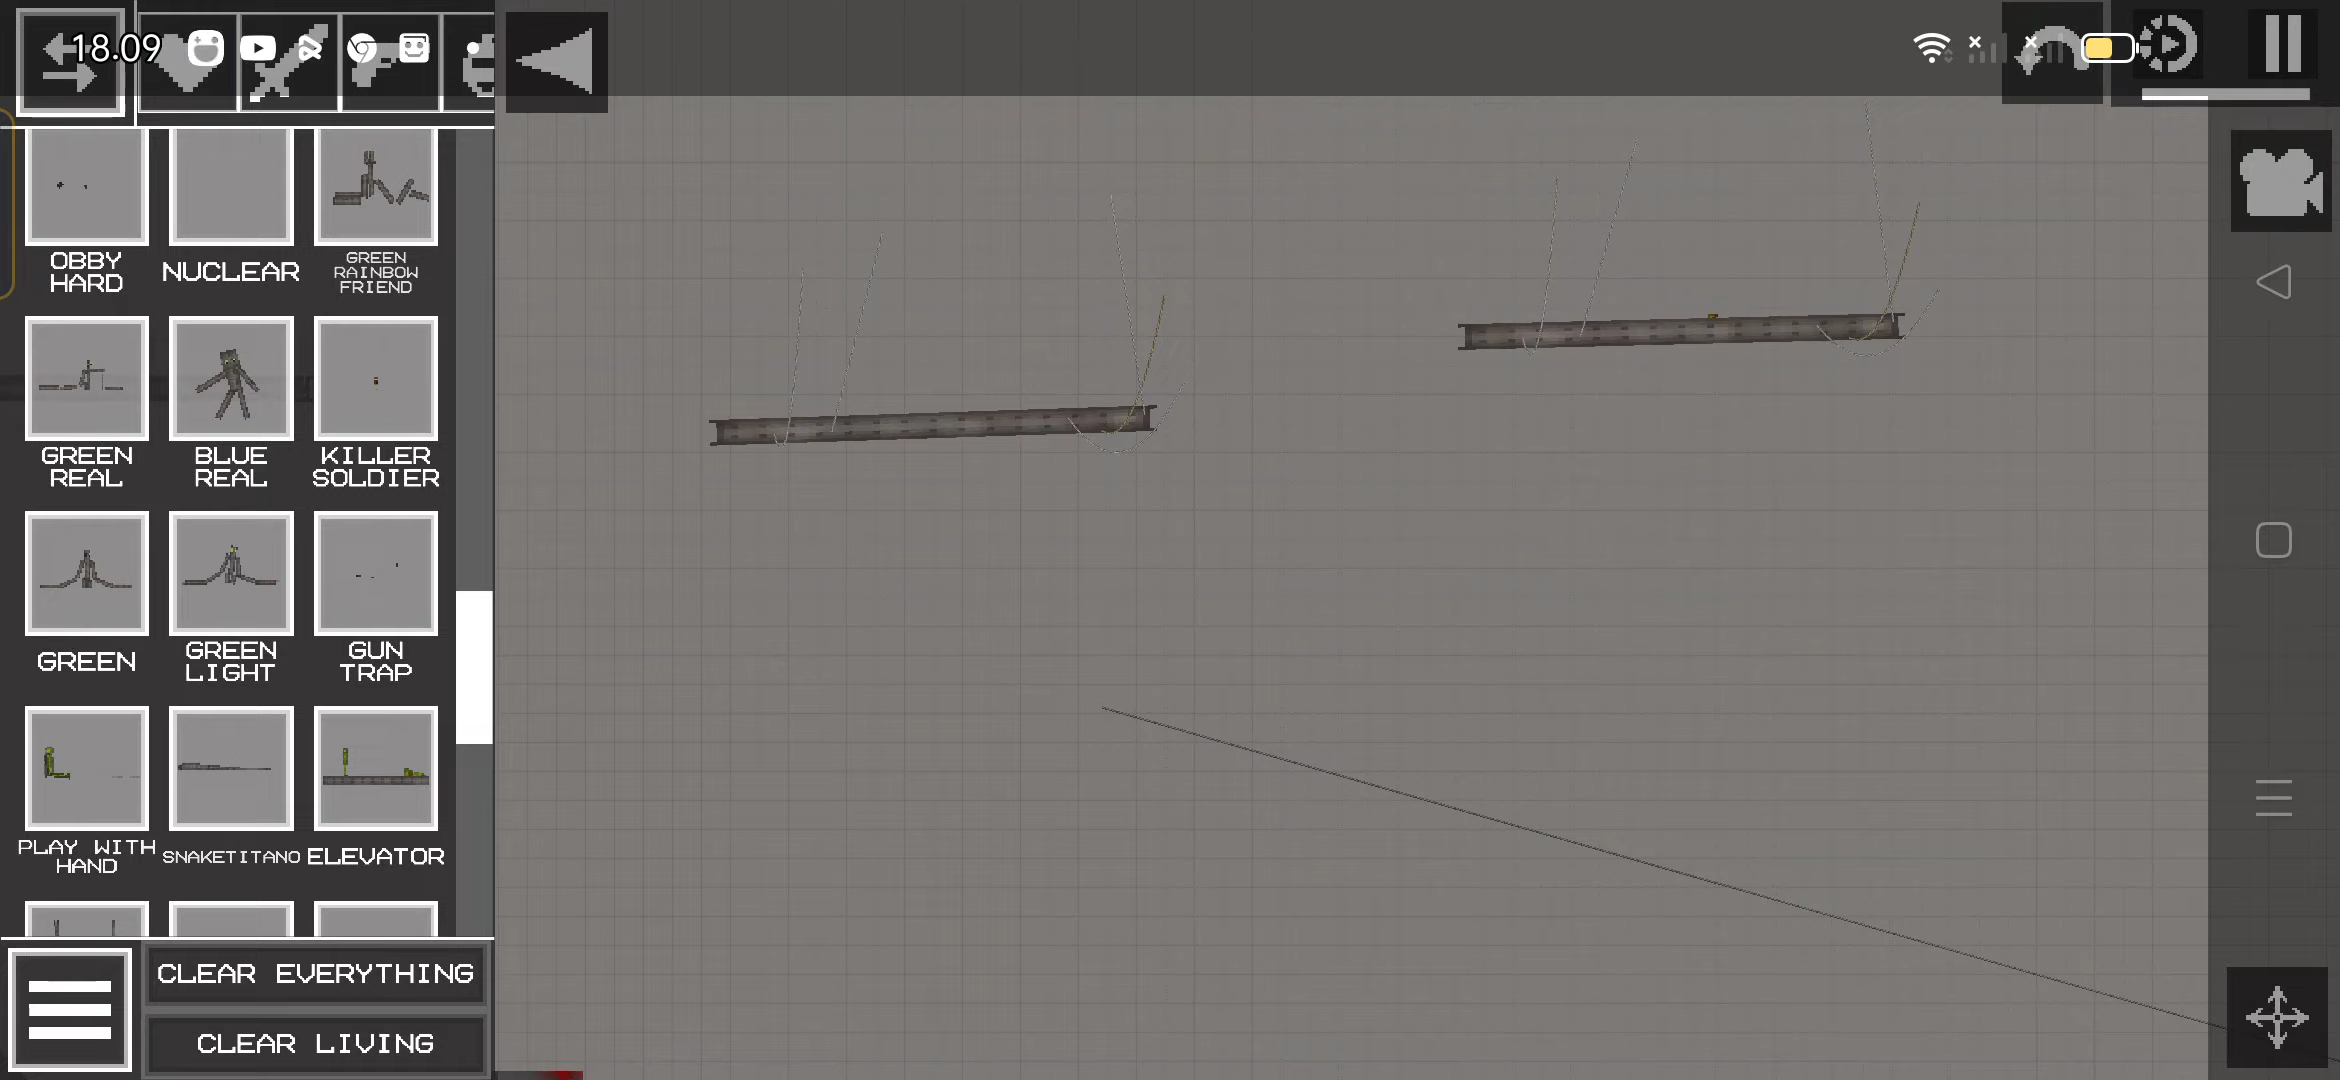 18.09
OBBY
HARD
NUCLEAR
GREEN
RAINBOW
FRIEND
GREEN
REAL
BLUE
REAL
KILLER
SOLDIER
GREEN
GREEN
LIGHT
GUN
TRAP
PLAY WITH
HAND
SNAKETITANO
ELEVATOR
CLEAR EVERYTHING
CLEAR LIVING